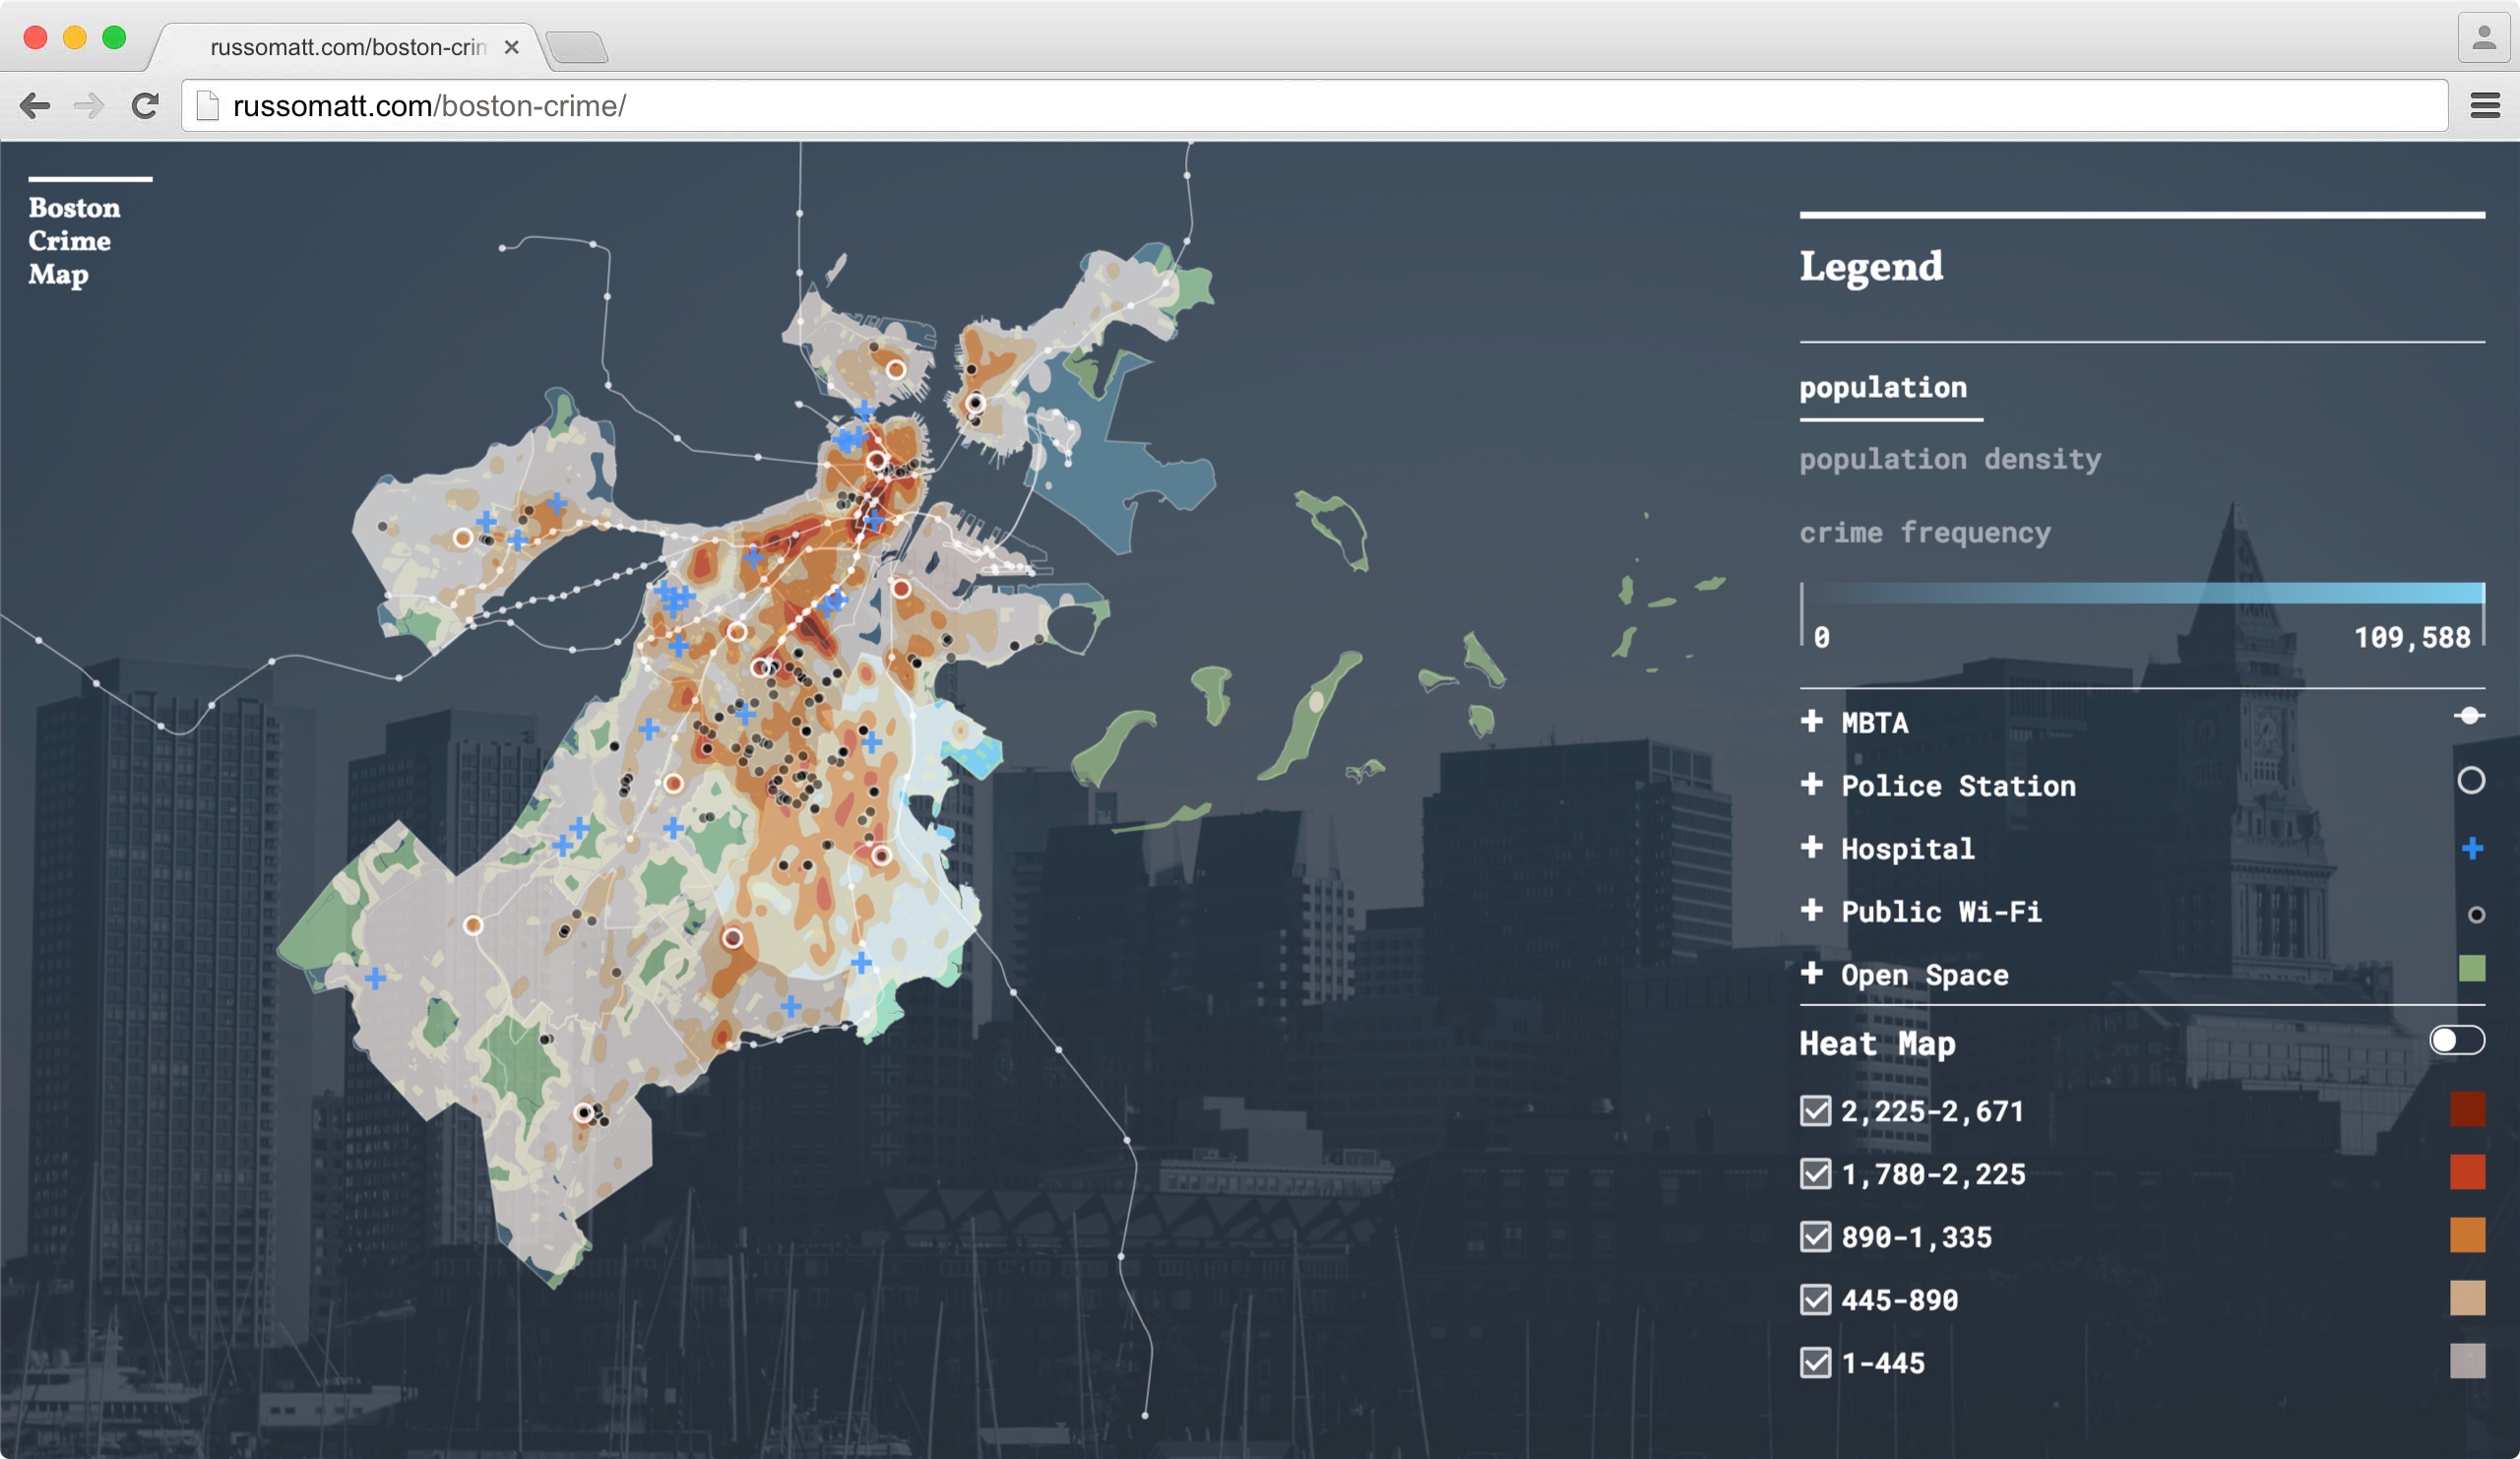 russomatt.com/boston-crim
russomatt.com/boston-crime/
Boston
Crime
Map
Legend
population
population density
crime frequency
0
109,588
MBTA
Police Station
Hospital
Public Wi-Fi
Open Space
Heat Map
2,225-2,671
1,780-2,225
890-1,335
445-890
1-445